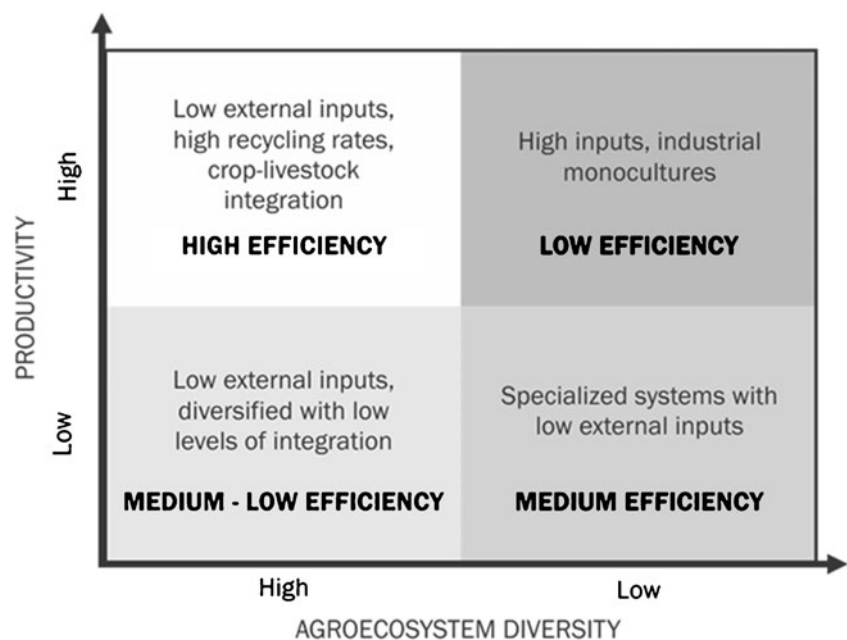 Low external inputs,
high recycling rates,
crop-livestock
integration
HIGH EFFICIENCY
High inputs, industrial
monocultures
LOW EFFICIENCY
Low external inputs,
diversified with low
levels of integration
MEDIUM - LOW EFFICIENCY
Specialized systems with
low external inputs
MEDIUM EFFICIENCY
PRODUCTIVITY
High
Low
High
Low
AGROECOSYSTEM DIVERSITY